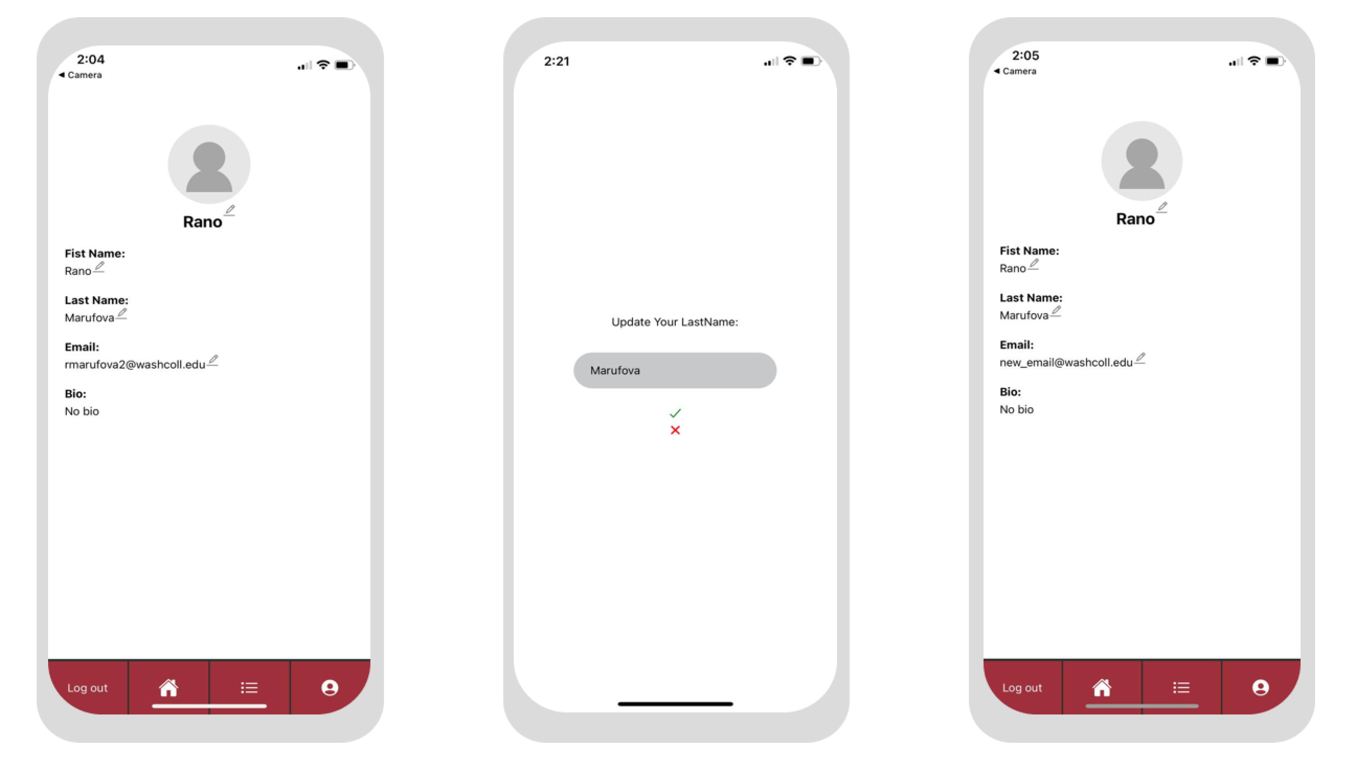 2:04
◀ Camera
Rano
Fist Name:
Rano
Last Name:
Marufova
Email:
rmarufova2@washcoll.edu
Bio:
No bio
Log out
2:21
Update Your LastName:
Marufova
2:05
◀ Camera
Rano
Fist Name:
Rano
Last Name:
Marufova
Email:
new_email@washcoll.edu
Bio:
No bio
Log out